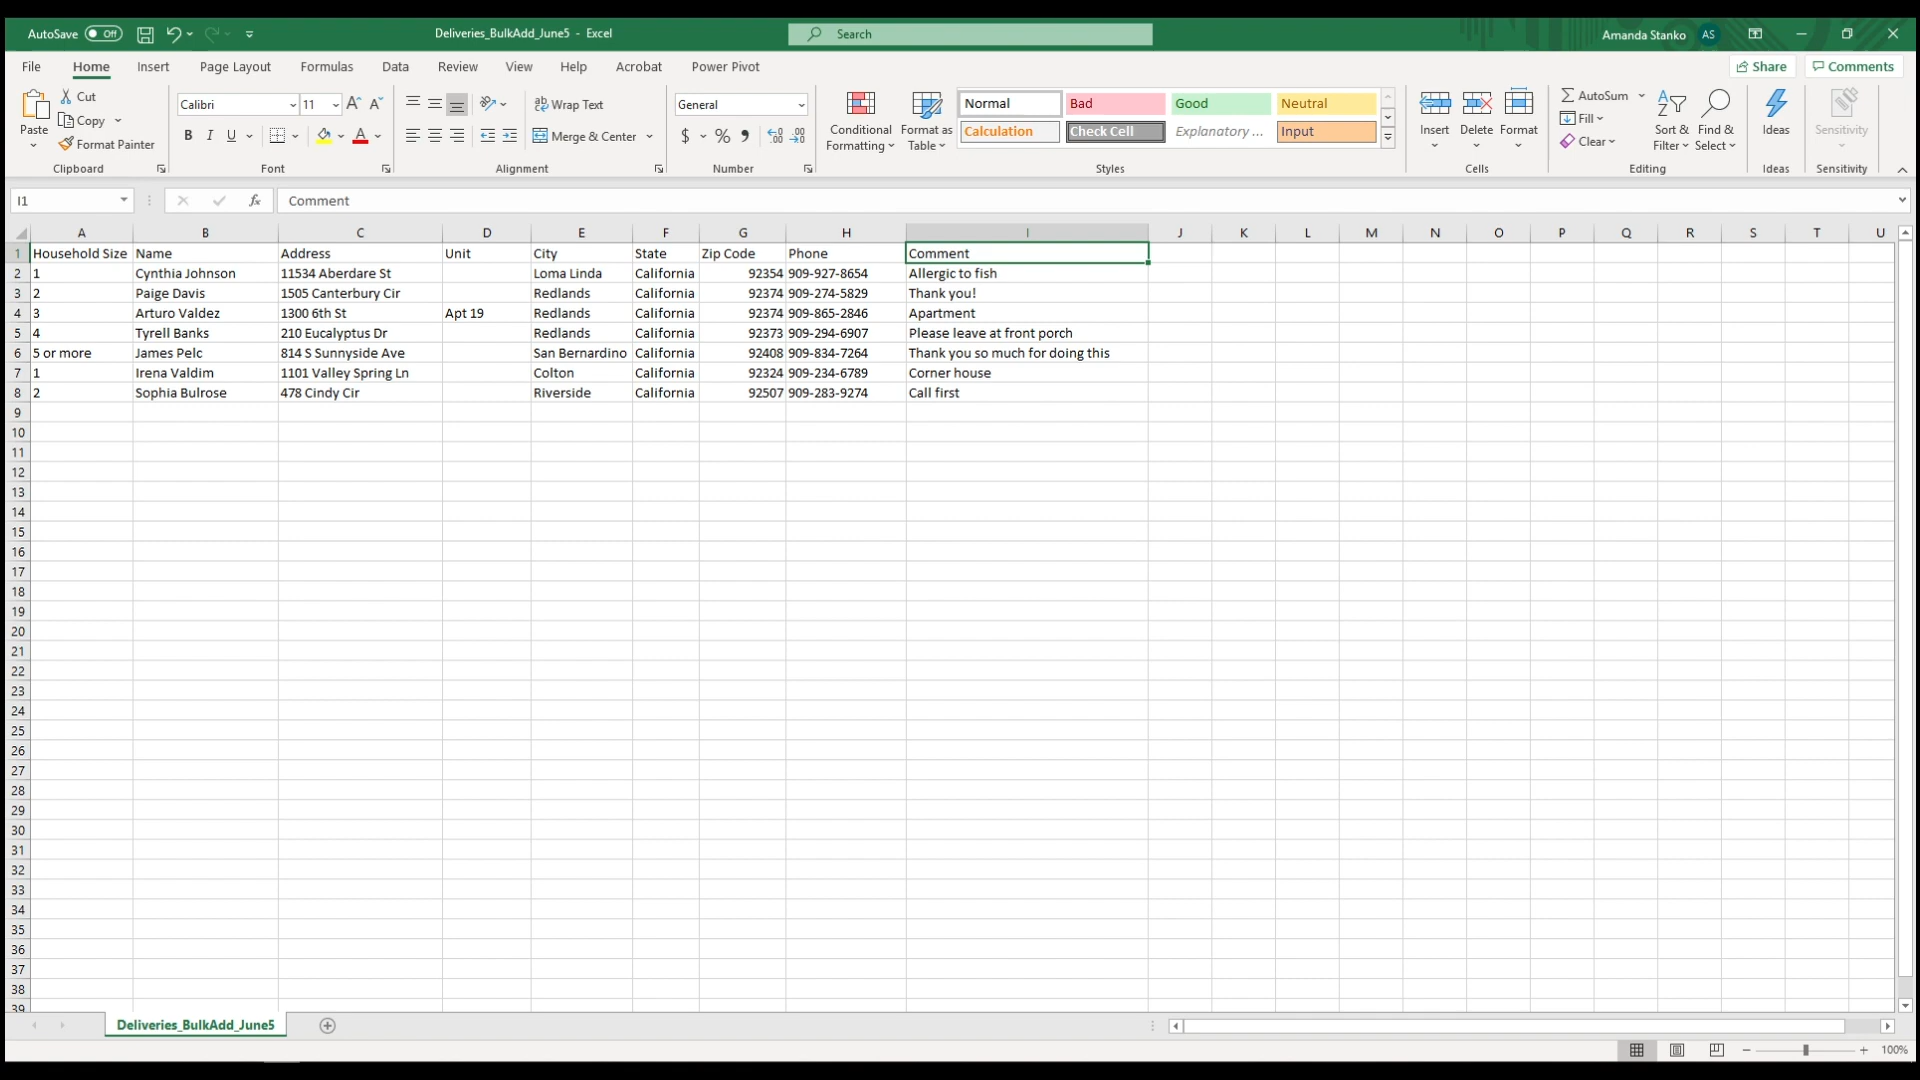 AutoSave Off Deliveries_BulkAdd_June5 - Excel Search Amanda Stanko AS
File Home Insert Page Layout Formulas Data Review View Help Acrobat Power Pivot Share Comments
Paste Cut Copy Format Painter Clipboard
Calibri 11 B I U Font
Wrap Text Merge & Center Alignment
General $ % Number
Conditional Formatting Format as Table
Normal Bad Good Neutral
Calculation Check Cell Explanatory ... Input
Styles
Insert Delete Format Cells
AutoSum Fill Clear Sort & Filter Find & Select Editing
Ideas Ideas
Sensitivity Sensitivity
I1 fx Comment
A B C D E F G H I J K L M N O P Q R S T U
1 Household Size Name Address Unit City State Zip Code Phone Comment
2 1 Cynthia Johnson 11534 Aberdare St Loma Linda California 92354 909-927-8654 Allergic to fish
3 2 Paige Davis 1505 Canterbury Cir Redlands California 92374 909-274-5829 Thank you!
4 3 Arturo Valdez 1300 6th St Apt 19 Redlands California 92374 909-865-2846 Apartment
5 4 Tyrell Banks 210 Eucalyptus Dr Redlands California 92373 909-294-6907 Please leave at front porch
6 5 or more James Pelc 814 S Sunnyside Ave San Bernardino California 92408 909-834-7264 Thank you so much for doing this
7 1 Irena Valdim 1101 Valley Spring Ln Colton California 92324 909-234-6789 Corner house
8 2 Sophia Bulrose 478 Cindy Cir Riverside California 92507 909-283-9274 Call first
9
10
11
12
13
14
15
16
17
18
19
20
21
22
23
24
25
26
27
28
29
30
31
32
33
34
35
36
37
38
39
Deliveries_BulkAdd_June5
100%